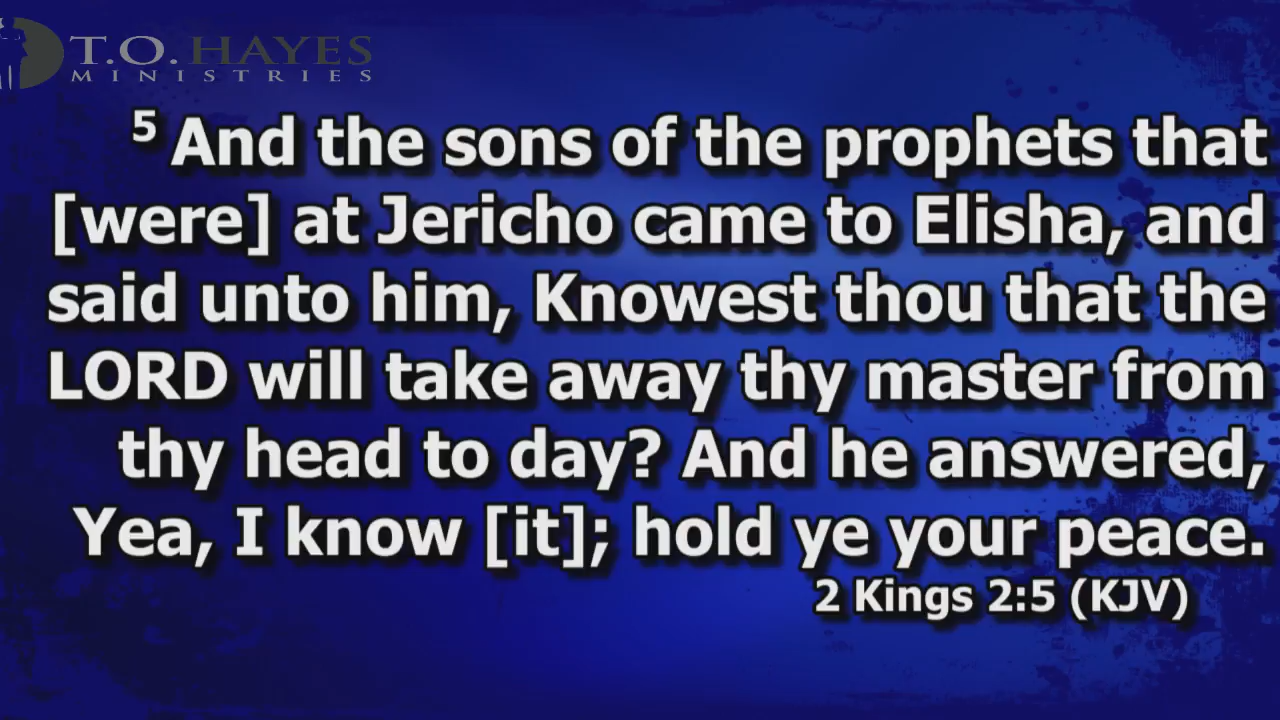 T.O. HAYES
MINISTRIES
5 And the sons of the prophets that
[were] at Jericho came to Elisha, and
said unto him, Knowest thou that the
LORD will take away thy master from
thy head to day? And he answered,
Yea, I know [it]; hold ye your peace.
2 Kings 2:5 (KJV)